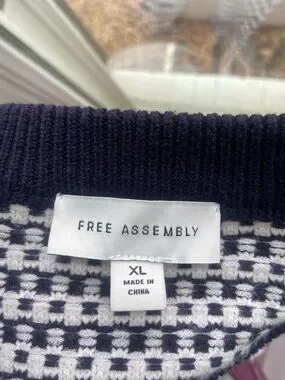 FREE ASSEMBLY
XL
MADE IN
CHINA